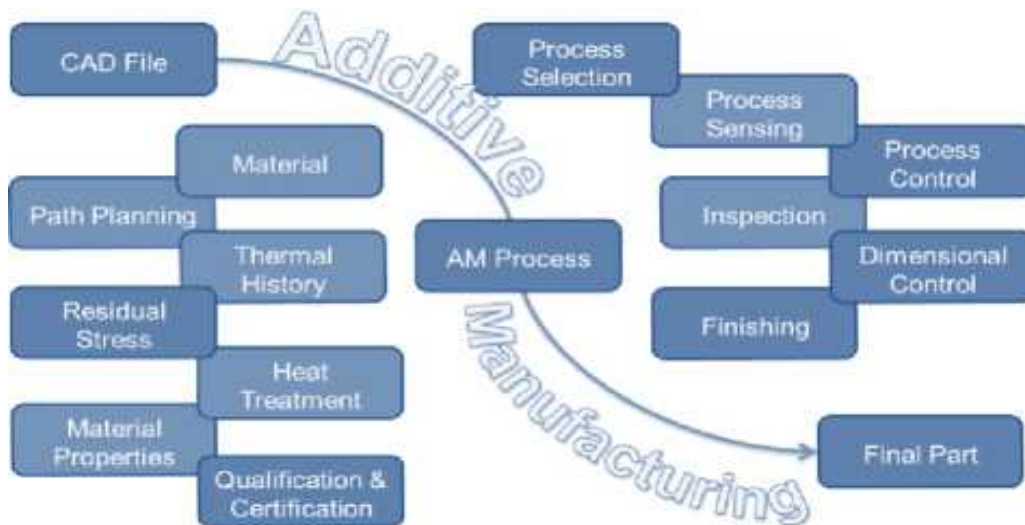 CAD File
Additive
Manufacturing
Process
Selection
Process
Sensing
Process
Control
Inspection
Dimensional
Control
Finishing
Material
Path Planning
Thermal
History
Residual
Stress
Heat
Treatment
Material
Properties
Qualification &
Certification
AM Process
Final Part